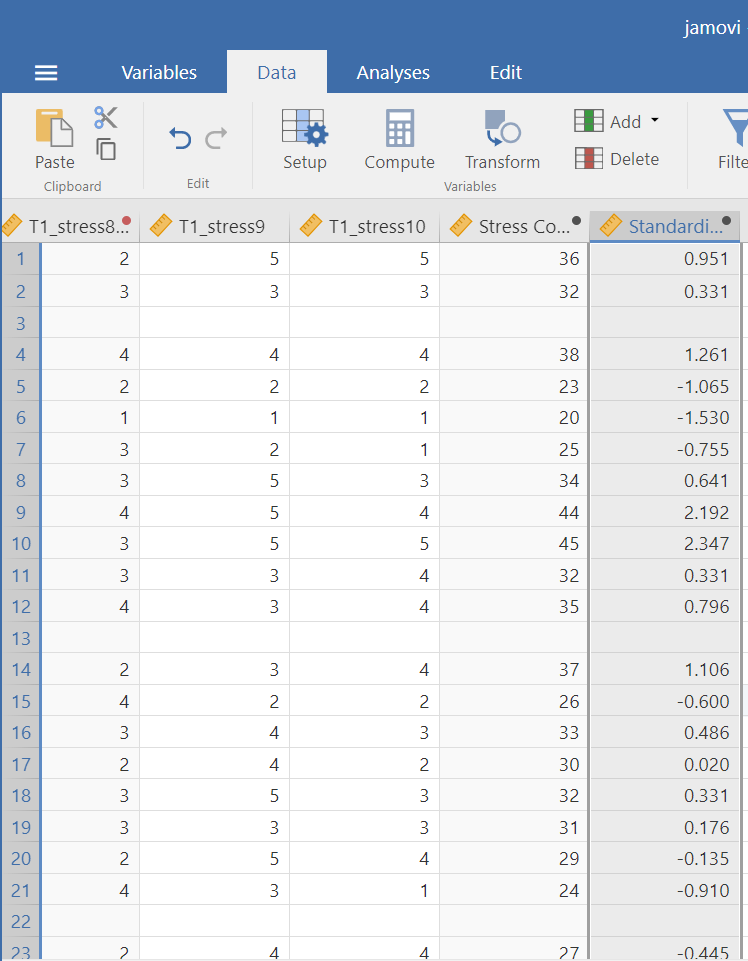 jamovi
Variables Data Analyses Edit
Paste Setup Compute Transform Add Delete Filte
Clipboard Edit Variables
T1_stress8... T1_stress9 T1_stress10 Stress Co... Standardi...
1 2 5 5 36 0.951
2 3 3 3 32 0.331
3
4 4 4 4 38 1.261
5 2 2 2 23 -1.065
6 1 1 1 20 -1.530
7 3 2 1 25 -0.755
8 3 5 3 34 0.641
9 4 5 4 44 2.192
10 3 5 5 45 2.347
11 3 3 4 32 0.331
12 4 3 4 35 0.796
13
14 2 3 4 37 1.106
15 4 2 2 26 -0.600
16 3 4 3 33 0.486
17 2 4 2 30 0.020
18 3 5 3 32 0.331
19 3 3 3 31 0.176
20 2 5 4 29 -0.135
21 4 3 1 24 -0.910
22
23 2 4 4 27 -0.445